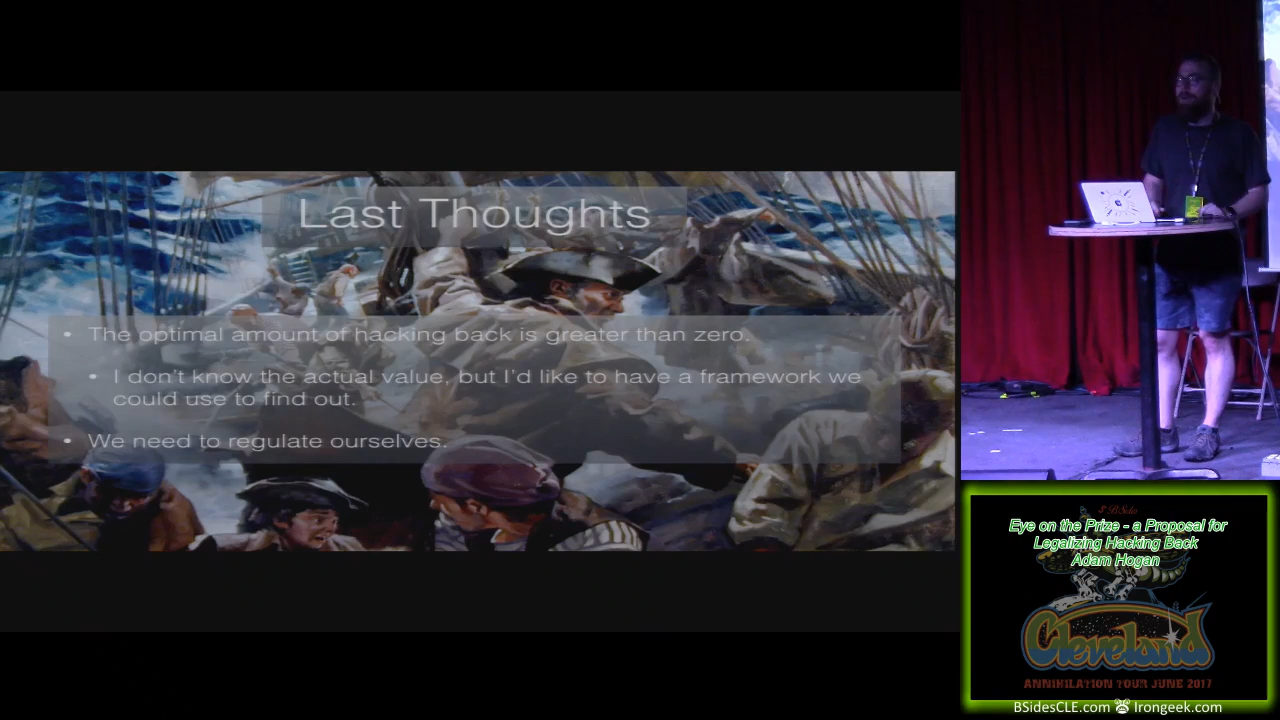 Last Thoughts
• The optimal amount of hacking back is greater than zero.
• I don't know the actual value, but I'd like to have a framework we
could use to find out.
• We need to regulate ourselves.
Eye on the Prize - a Proposal for
Legalizing Hacking Back
Adam Hogan
Cleveland
ANNIHILATION TOUR JUNE 2017
BSidesCLE.com Irongeek.com